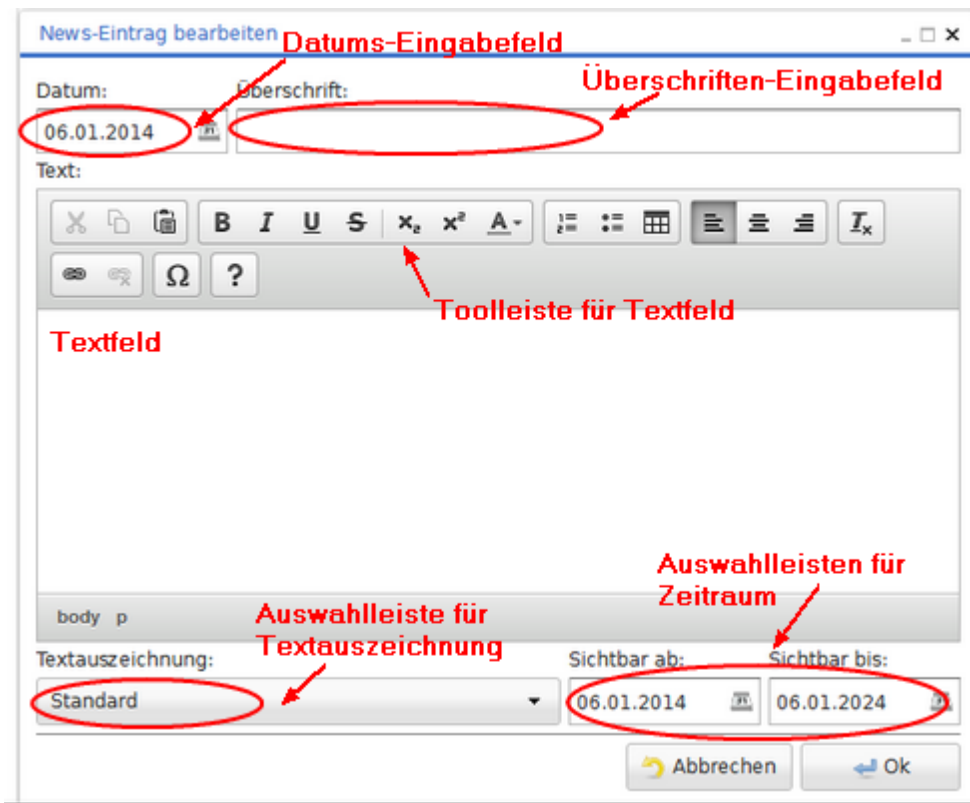 News-Eintrag bearbeiten
Datums-Eingabefeld
Überschriften-Eingabefeld
Datum: Überschrift:
06.01.2014
Text:
B I U S x₂ x² A
Ω ?
Toolleiste für Textfeld
Textfeld
Auswahlleisten für
Zeitraum
body p
Auswahlleiste für
Textauszeichnung
Textauszeichnung: Sichtbar ab: Sichtbar bis:
Standard 06.01.2014 06.01.2024
Abbrechen Ok